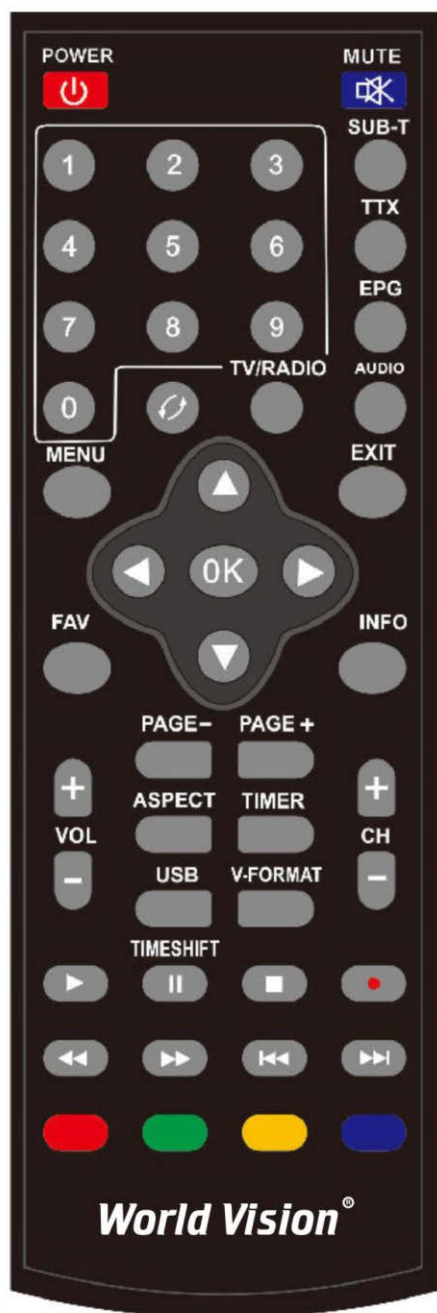 POWER MUTE
SUB-T
1 2 3
TTX
4 5 6
EPG
7 8 9
TV/RADIO AUDIO
0
MENU EXIT
OK
FAV INFO
PAGE- PAGE +
+ +
ASPECT TIMER
VOL CH
- -
USB V-FORMAT
TIMESHIFT
World Vision®